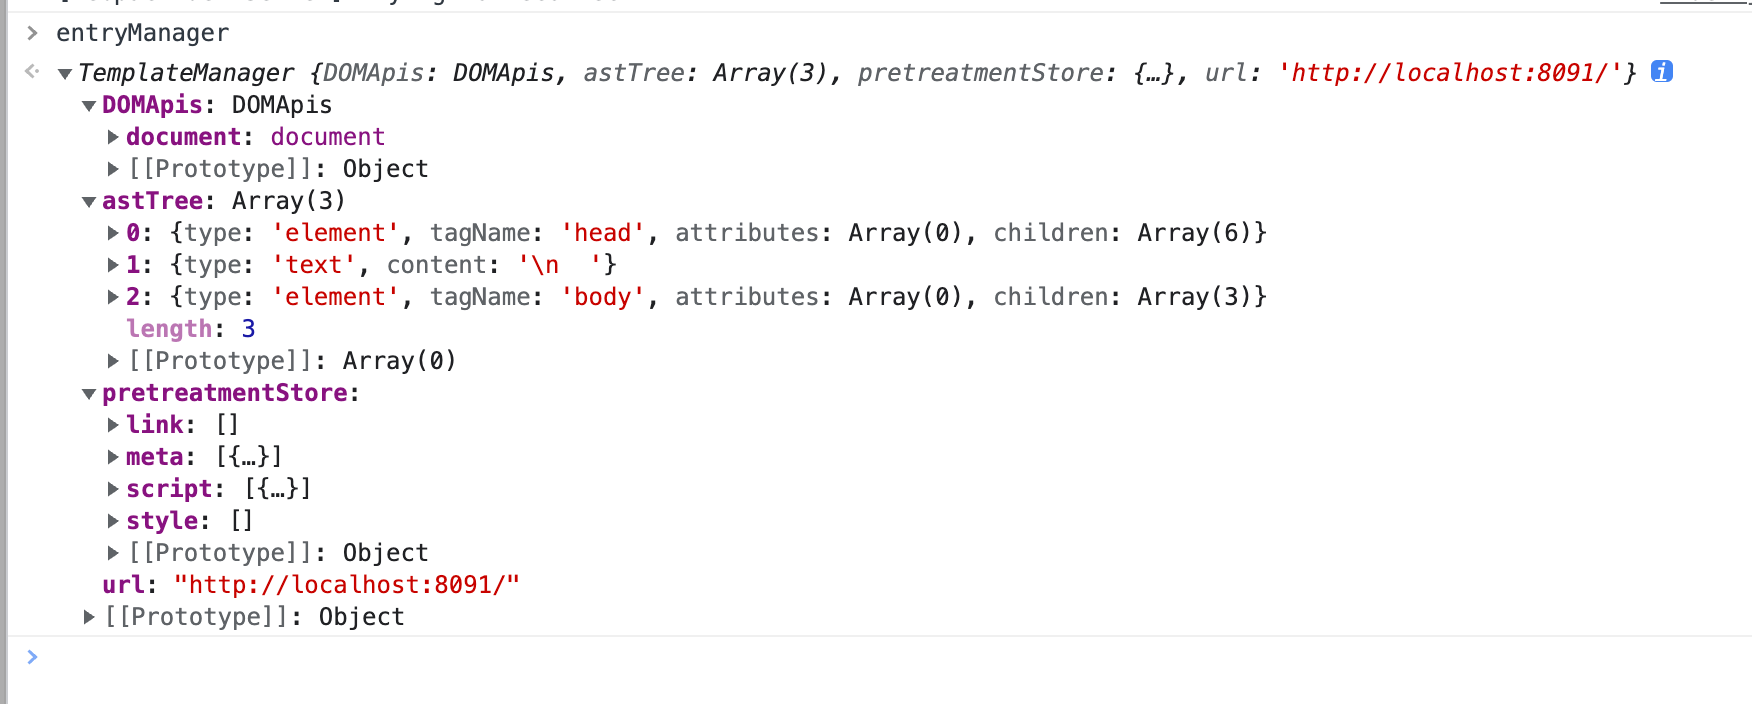 entryManager
TemplateManager {DOMApis: DOMApis, astTree: Array(3), pretreatmentStore: {…}, url: 'http://localhost:8091/'} i
DOMApis: DOMApis
document: document
[[Prototype]]: Object
astTree: Array(3)
0: {type: 'element', tagName: 'head', attributes: Array(0), children: Array(6)}
1: {type: 'text', content: '\n  '}
2: {type: 'element', tagName: 'body', attributes: Array(0), children: Array(3)}
length: 3
[[Prototype]]: Array(0)
pretreatmentStore:
link: []
meta: [{…}]
script: [{…}]
style: []
[[Prototype]]: Object
url: "http://localhost:8091/"
[[Prototype]]: Object